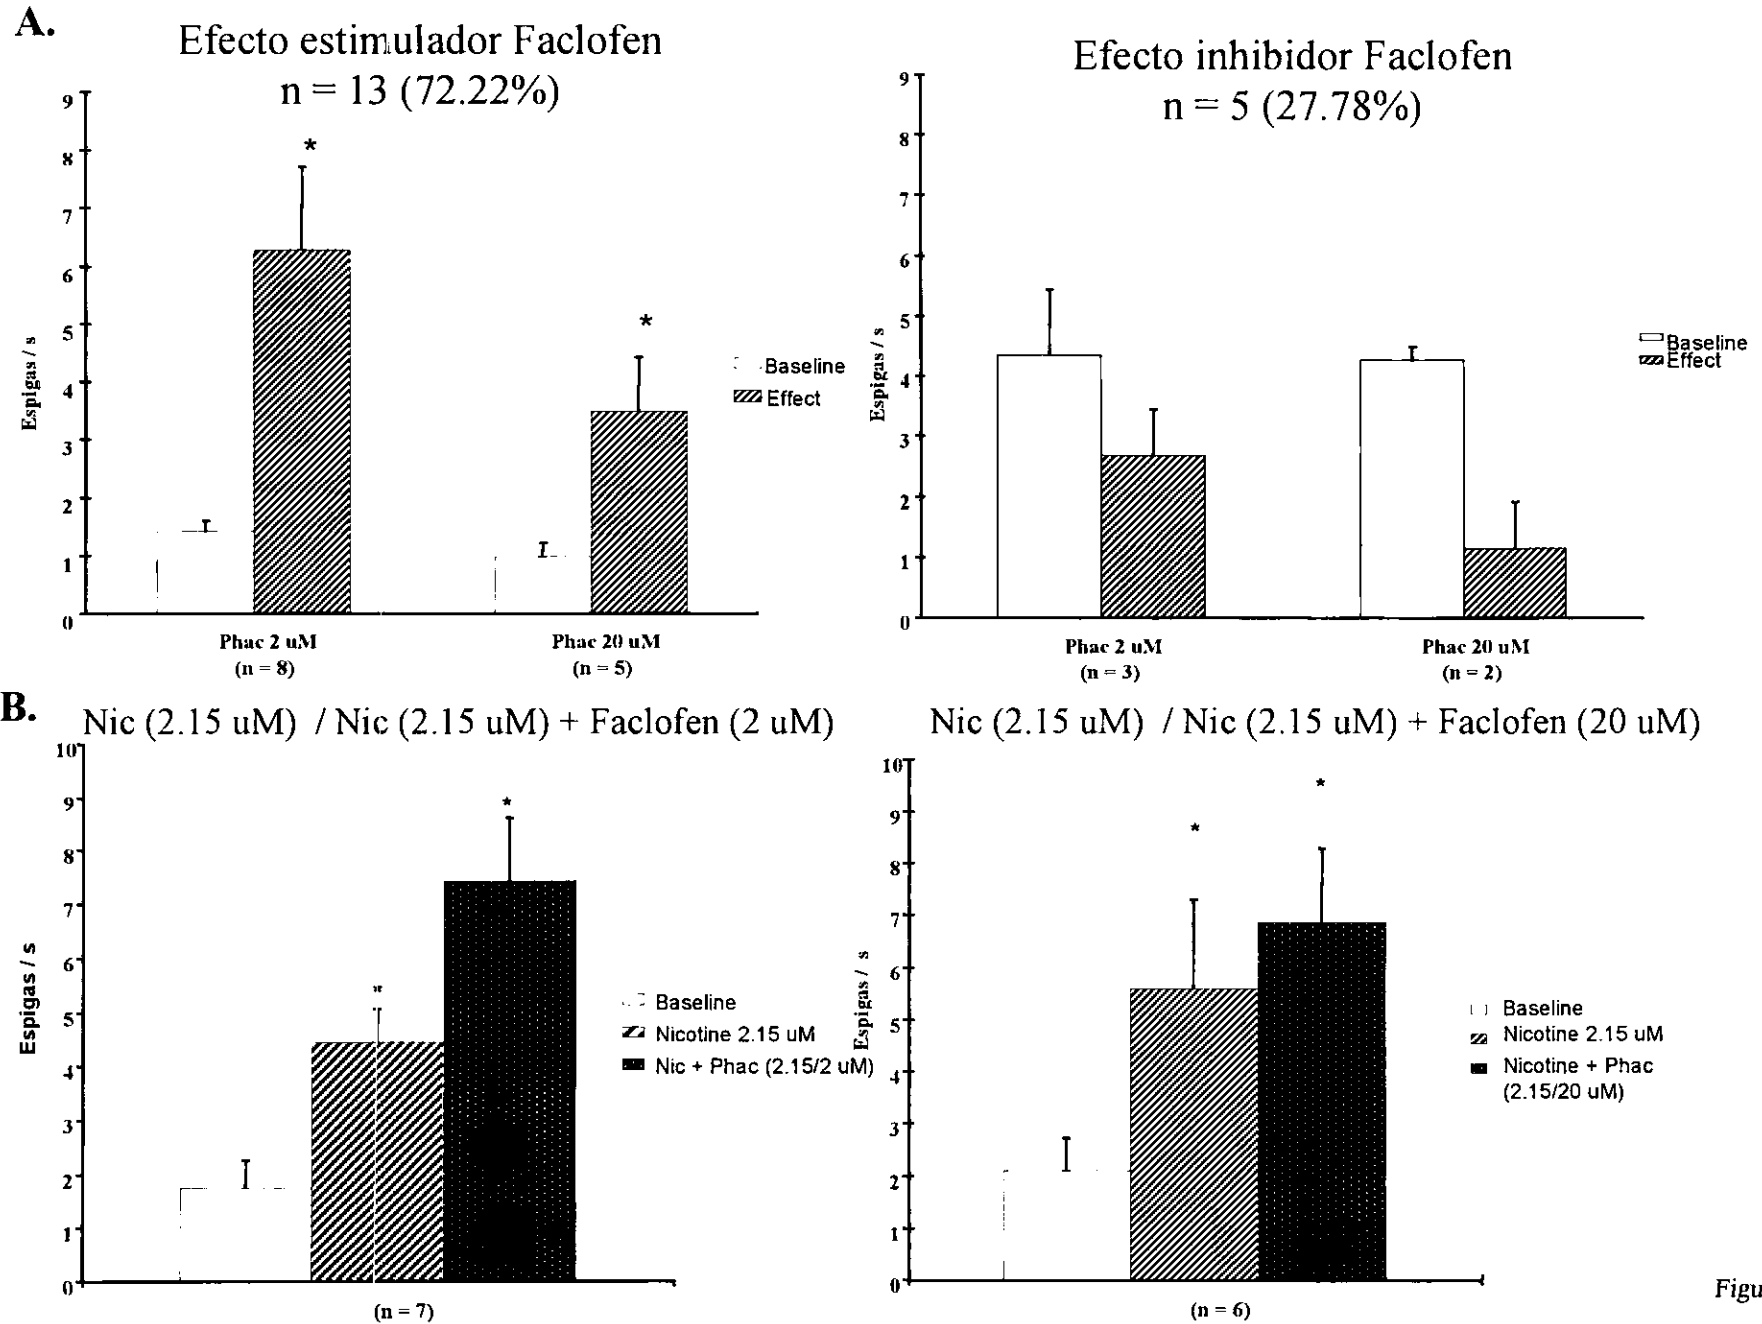 A.
Efecto estimulador Faclofen
n = 13 (72.22%)
9
8
7
6
5
4
3
2
1
0
Espigas / s
*
*
Baseline
Effect
Phac 2 uM
(n = 8)
Phac 20 uM
(n = 5)
Efecto inhibidor Faclofen
n = 5 (27.78%)
9
8
7
6
5
4
3
2
1
0
Espigas / s
Baseline
Effect
Phac 2 uM
(n = 3)
Phac 20 uM
(n = 2)
B.
Nic (2.15 uM) / Nic (2.15 uM) + Faclofen (2 uM)
10
9
8
7
6
5
4
3
2
1
0
Espigas / s
*
*
Baseline
Nicotine 2.15 uM
Nic + Phac (2.15/2 uM)
(n = 7)
Nic (2.15 uM) / Nic (2.15 uM) + Faclofen (20 uM)
10
9
8
7
6
5
4
3
2
1
0
Espigas / s
*
*
Baseline
Nicotine 2.15 uM
Nicotine + Phac
(2.15/20 uM)
(n = 6)
Figu